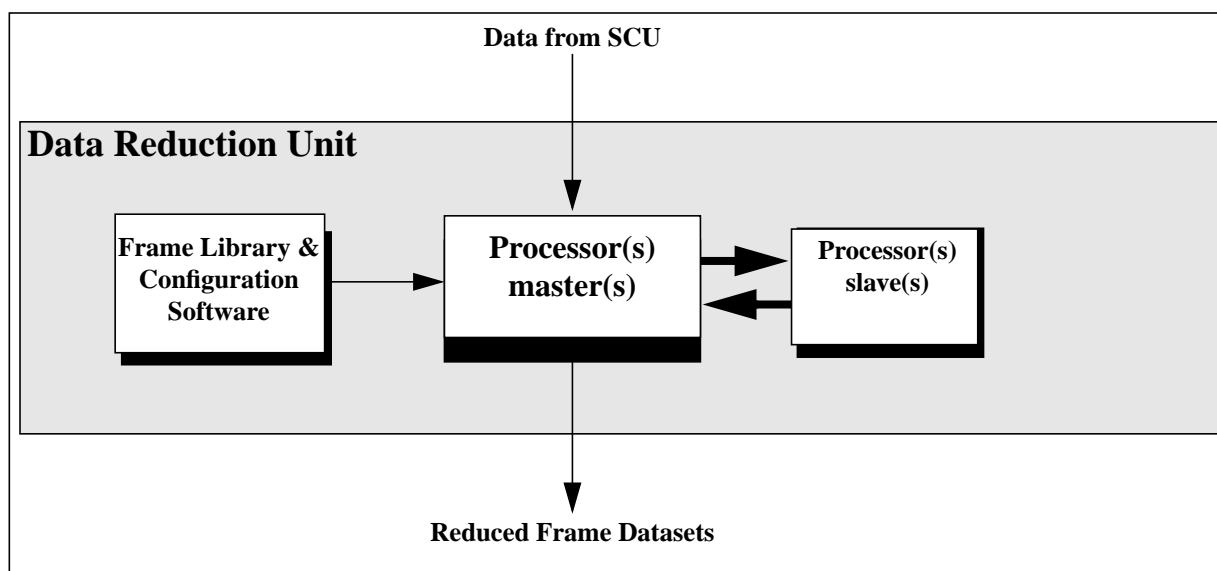 Data from SCU
Data Reduction Unit
Frame Library &
Configuration
Software
Processor(s)
master(s)
Processor(s)
slave(s)
Reduced Frame Datasets